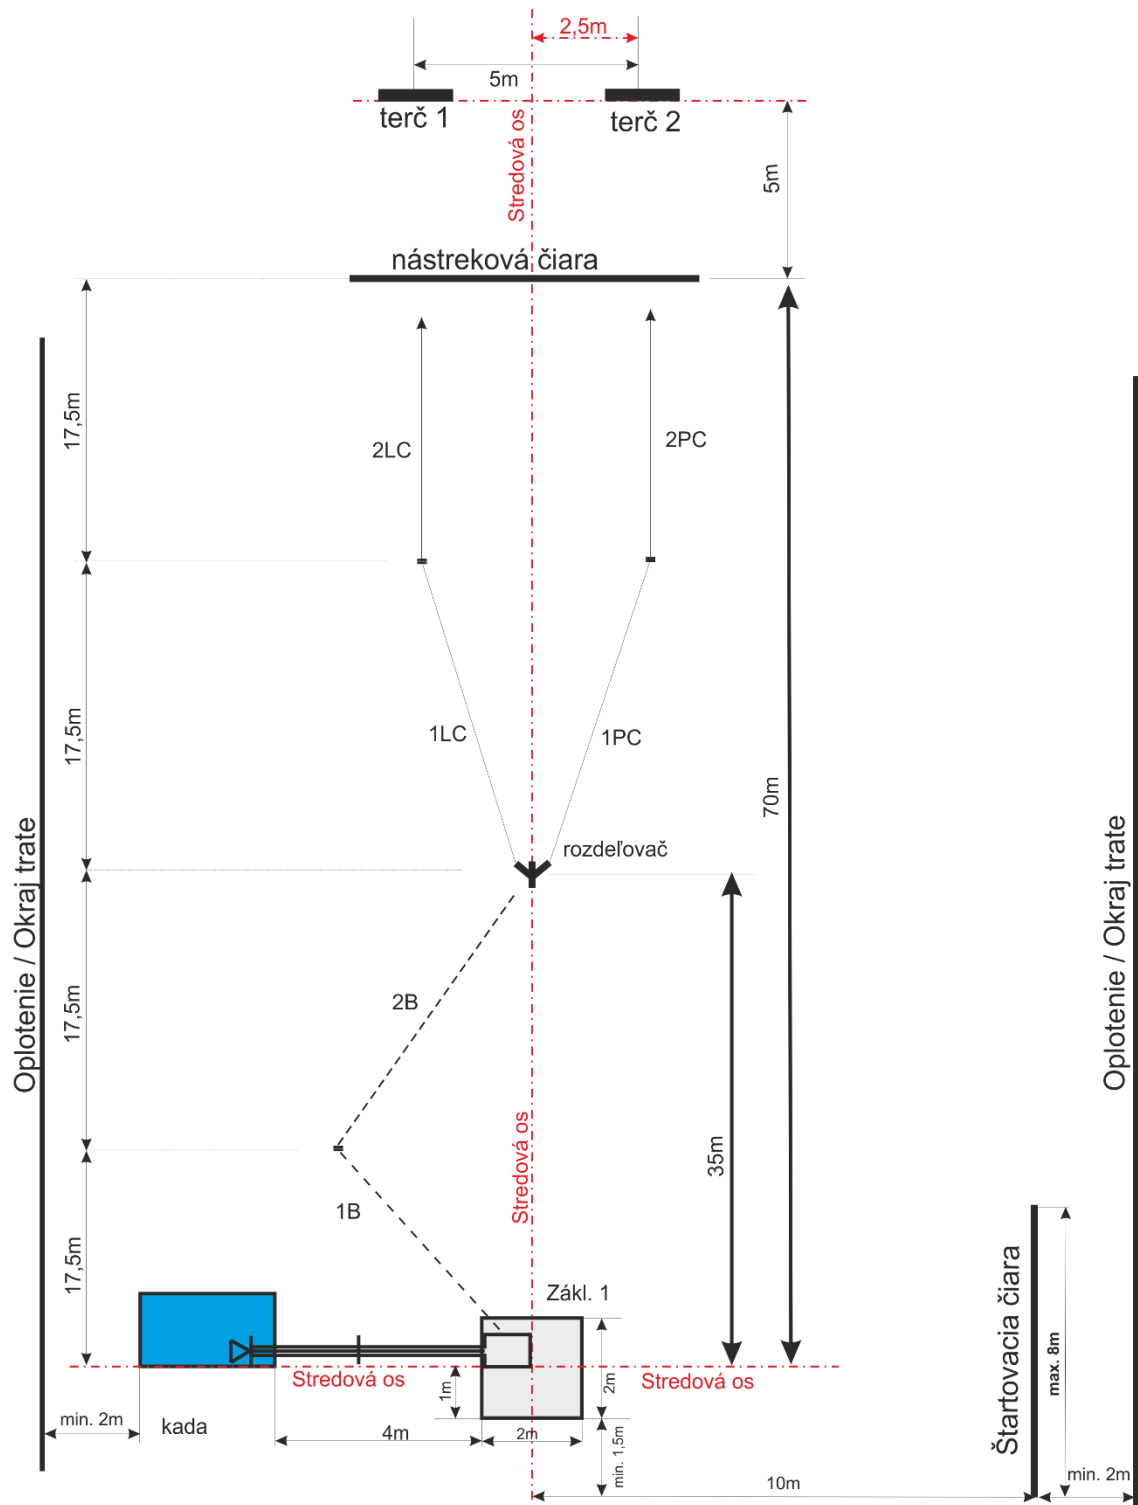 2,5m
5m
terč 1
terč 2
Stredová os
5m
nástreková čiara
17,5m
2LC
2PC
17,5m
1LC
1PC
70m
Oplotenie / Okraj trate
Oplotenie / Okraj trate
rozdeľovač
17,5m
2B
35m
Stredová os
1B
17,5m
Zákl. 1
Štartovacia čiara
max. 8m
Stredová os
Stredová os
1m
2m
min. 2m
kada
4m
2m
min. 1,5m
10m
min. 2m